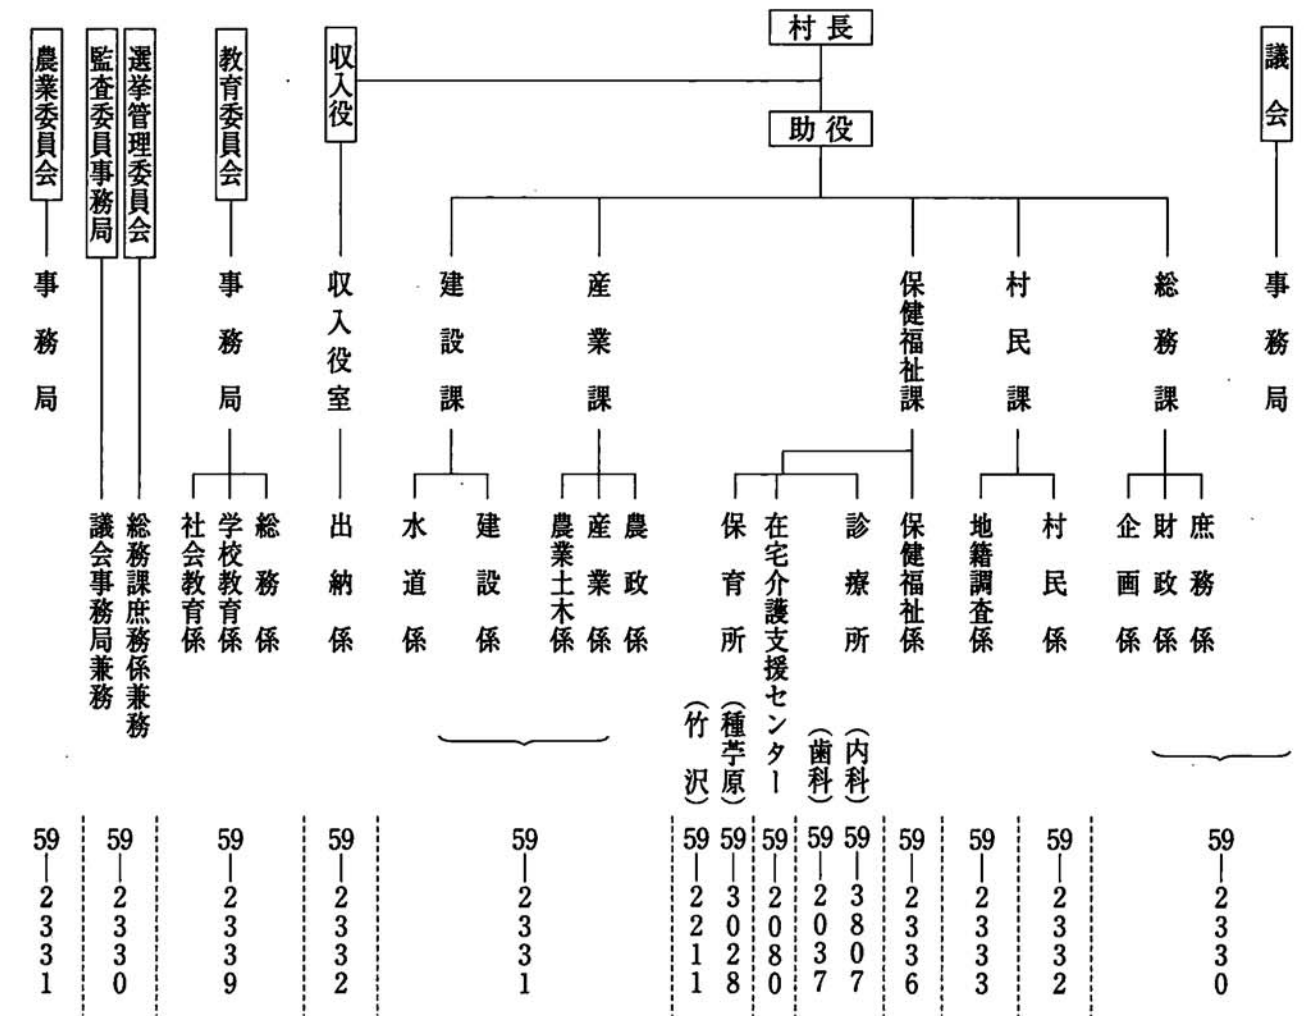 議会
事務局
村長
助役
収入役
教育委員会
選挙管理委員会
監査委員事務局
農業委員会
総務課
村民課
保健福祉課
産業課
建設課
収入役室
事務局
事務局
庶務係
財政係
企画係
村民係
地籍調査係
保健福祉係
診療所
(内科)
(歯科)
在宅介護支援センター
保育所
(種苧原)
(竹沢)
農政係
産業係
農業土木係
建設係
水道係
出納係
総務係
学校教育係
社会教育係
総務課庶務係兼務
議会事務局兼務
59―2330
59―2332
59―2333
59―2336
59―3807
59―2037
59―2080
59―3028
59―2211
59―2331
59―2332
59―2339
59―2330
59―2331